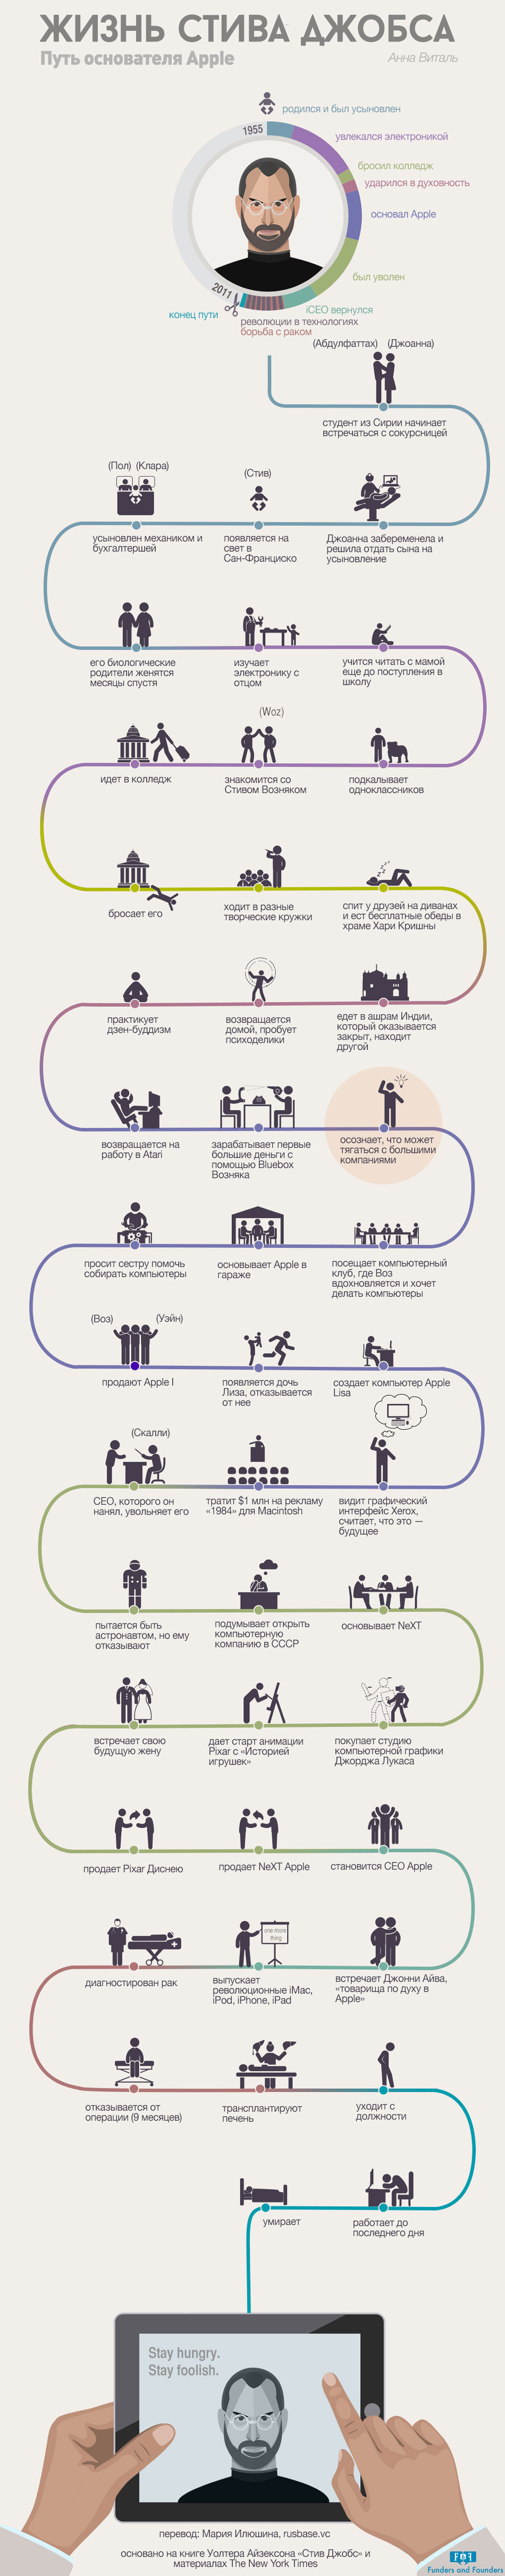 ЖИЗНЬ СТИВА ДЖОБСА
Путь основателя Apple
Анна Виталь
родился и был усыновлен
1955
увлекался электроникой
бросил колледж
ударился в духовность
основал Apple
был уволен
2011
iCEO вернулся
конец пути
революции в технологиях
борьба с раком
(Абдулфаттах) (Джоанна)
студент из Сирии начинает
встречаться с сокурсницей
(Пол) (Клара)
(Стив)
усыновлен механиком и
бухгалтершей
появляется на
свет в
Сан-Франциско
Джоанна забеременела и
решила отдать сына на
усыновление
его биологические
родители женятся
месяцы спустя
изучает
электронику с
отцом
учится читать с мамой
еще до поступления в
школу
(Woz)
идет в колледж
знакомится со
Стивом Возняком
подкалывает
одноклассников
бросает его
ходит в разные
творческие кружки
спит у друзей на диванах
и ест бесплатные обеды в
храме Хари Кришны
практикует
дзен-буддизм
возвращается
домой, пробует
психоделики
едет в ашрам Индии,
который оказывается
закрыт, находит
другой
возвращается на
работу в Atari
зарабатывает первые
большие деньги с
помощью Bluebox
Возняка
осознает, что может
тягаться с большими
компаниями
просит сестру помочь
собирать компьютеры
основывает Apple в
гараже
посещает компьютерный
клуб, где Воз
вдохновляется и хочет
делать компьютеры
(Воз)
(Уэйн)
продают Apple I
появляется дочь
Лиза, отказывается
от нее
создает компьютер Apple
Lisa
(Скалли)
CEO, которого он
нанял, увольняет его
тратит $1 млн на рекламу
«1984» для Macintosh
видит графический
интерфейс Xerox,
считает, что это —
будущее
пытается быть
астронавтом, но ему
отказывают
подумывает открыть
компьютерную
компанию в СССР
основывает NeXT
встречает свою
будущую жену
дает старт анимации
Pixar с «Историей
игрушек»
покупает студию
компьютерной графики
Джорджа Лукаса
продает Pixar Диснею
продает NeXT Apple
становится CEO Apple
one more
thing
диагностирован рак
выпускает
революционные iMac,
iPod, iPhone, iPad
встречает Джонни Айва,
«товарища по духу в
Apple»
отказывается от
операции (9 месяцев)
трансплантируют
печень
уходит с
должности
умирает
работает до
последнего дня
Stay hungry.
Stay foolish.
перевод: Мария Илюшина, rusbase.vc
основано на книге Уолтера Айзексона «Стив Джобс» и
материалах The New York Times
F&F
Funders and Founders